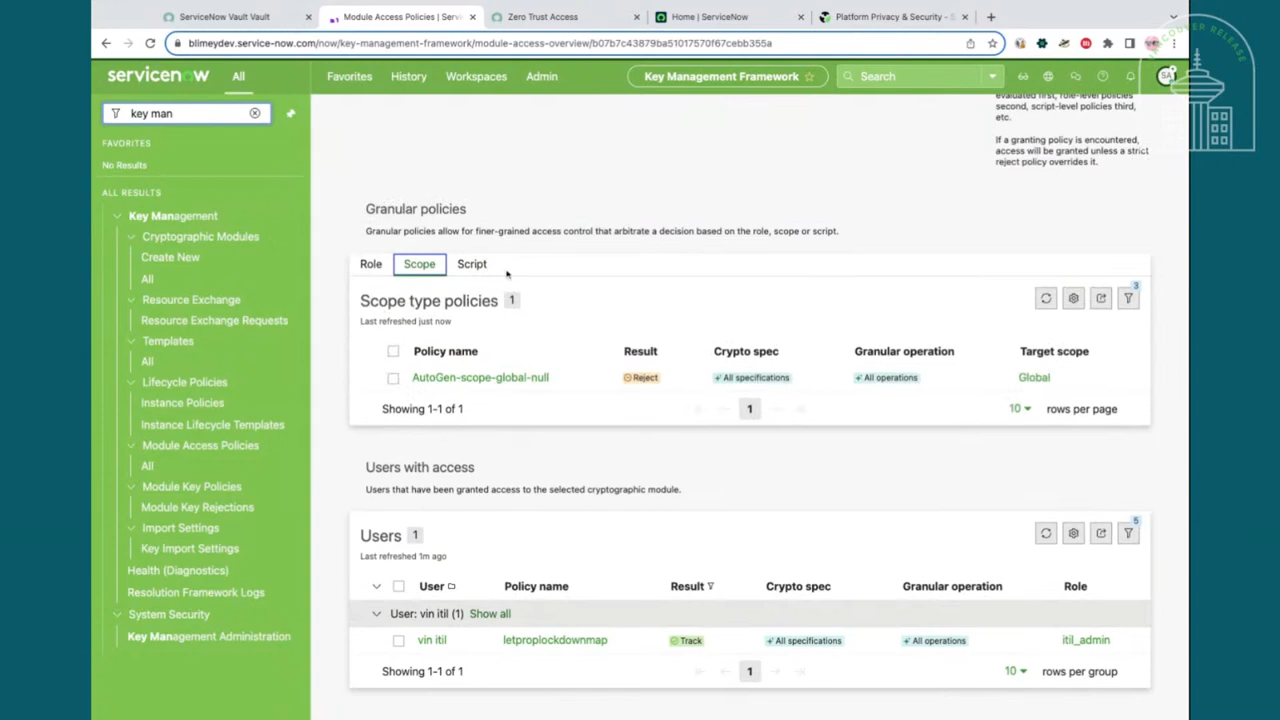 ServiceNow Vault Vault
Module Access Policies | Servi
Zero Trust Access
Home | ServiceNow
Platform Privacy & Security - S
blimeydev.service-now.com/now/key-management-framework/module-access-overview/b07b7c43879ba51017570f67cebb355a
VANCOUVER RELEASE
servicenow
All
Favorites
History
Workspaces
Admin
Key Management Framework
Search
SA
key man
FAVORITES
No Results
ALL RESULTS
Key Management
Cryptographic Modules
Create New
All
Resource Exchange
Resource Exchange Requests
Templates
All
Lifecycle Policies
Instance Policies
Instance Lifecycle Templates
Module Access Policies
All
Module Key Policies
Module Key Rejections
Import Settings
Key Import Settings
Health (Diagnostics)
Resolution Framework Logs
System Security
Key Management Administration
evaluated first, role-level policies
second, script-level policies third,
etc.
If a granting policy is encountered,
access will be granted unless a strict
reject policy overrides it.
Granular policies
Granular policies allow for finer-grained access control that arbitrate a decision based on the role, scope or script.
Role Scope Script
Scope type policies 1
3
Last refreshed just now
Policy name Result Crypto spec Granular operation Target scope
AutoGen-scope-global-null Reject All specifications All operations Global
Showing 1-1 of 1 1 10 rows per page
Users with access
Users that have been granted access to the selected cryptographic module.
Users 1
5
Last refreshed 1m ago
User Policy name Result Crypto spec Granular operation Role
User: vin itil (1) Show all
vin itil letproplockdownmap Track All specifications All operations itil_admin
Showing 1-1 of 1 1 10 rows per group